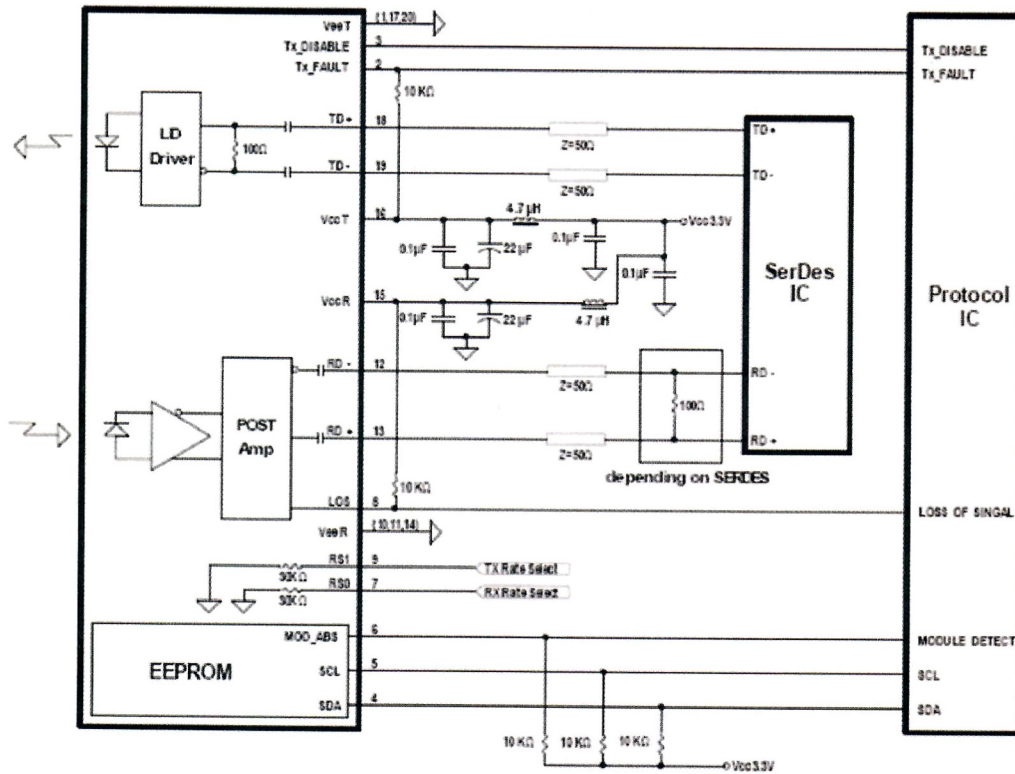 VeeT
(1,17,20)
Tx_DISABLE
3
Tx_DISABLE
Tx_FAULT
2
Tx_FAULT
10 KΩ
LD
Driver
100Ω
TD+
18
Z=50Ω
TD+
TD-
19
Z=50Ω
TD-
VccT
16
4.7 µH
Vcc3.3V
0.1µF
22 µF
0.1µF
0.1µF
SerDes
IC
Protocol
IC
VccR
15
0.1µF
22 µF
4.7 µH
POST
Amp
RD -
12
Z=50Ω
RD -
100Ω
RD +
13
Z=50Ω
RD +
depending on SERDES
10 KΩ
LOS
8
LOSS OF SINGAL
VeeR
(10,11,14)
RS1
9
30KΩ
TX Rate Select
RS0
7
30KΩ
RX Rate Select
EEPROM
MOD_ABS
6
MODULE DETECT
SCL
5
SCL
SDA
4
SDA
10 KΩ
10 KΩ
10 KΩ
Vcc3.3V